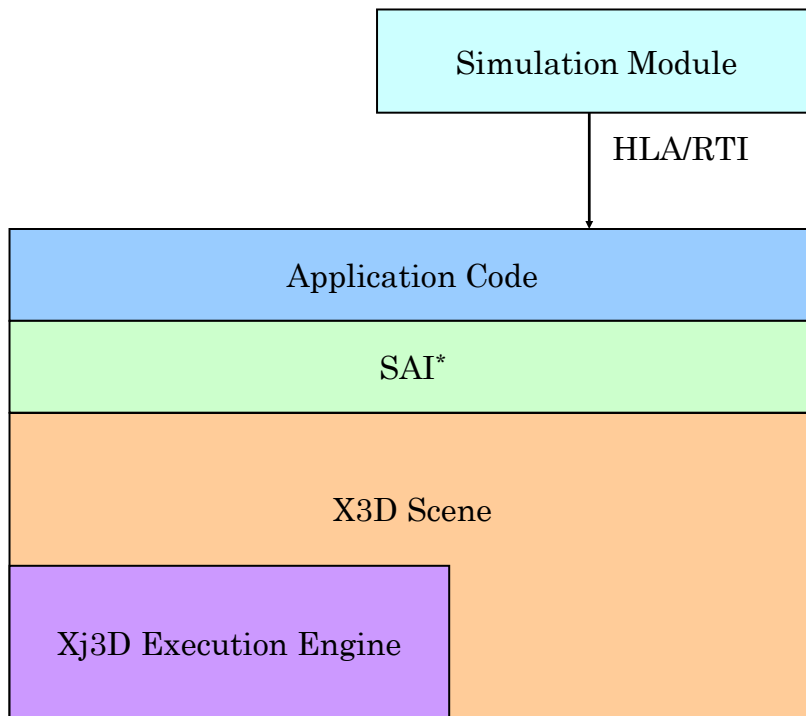 Simulation Module
HLA/RTI
Application Code
SAI*
X3D Scene
Xj3D Execution Engine